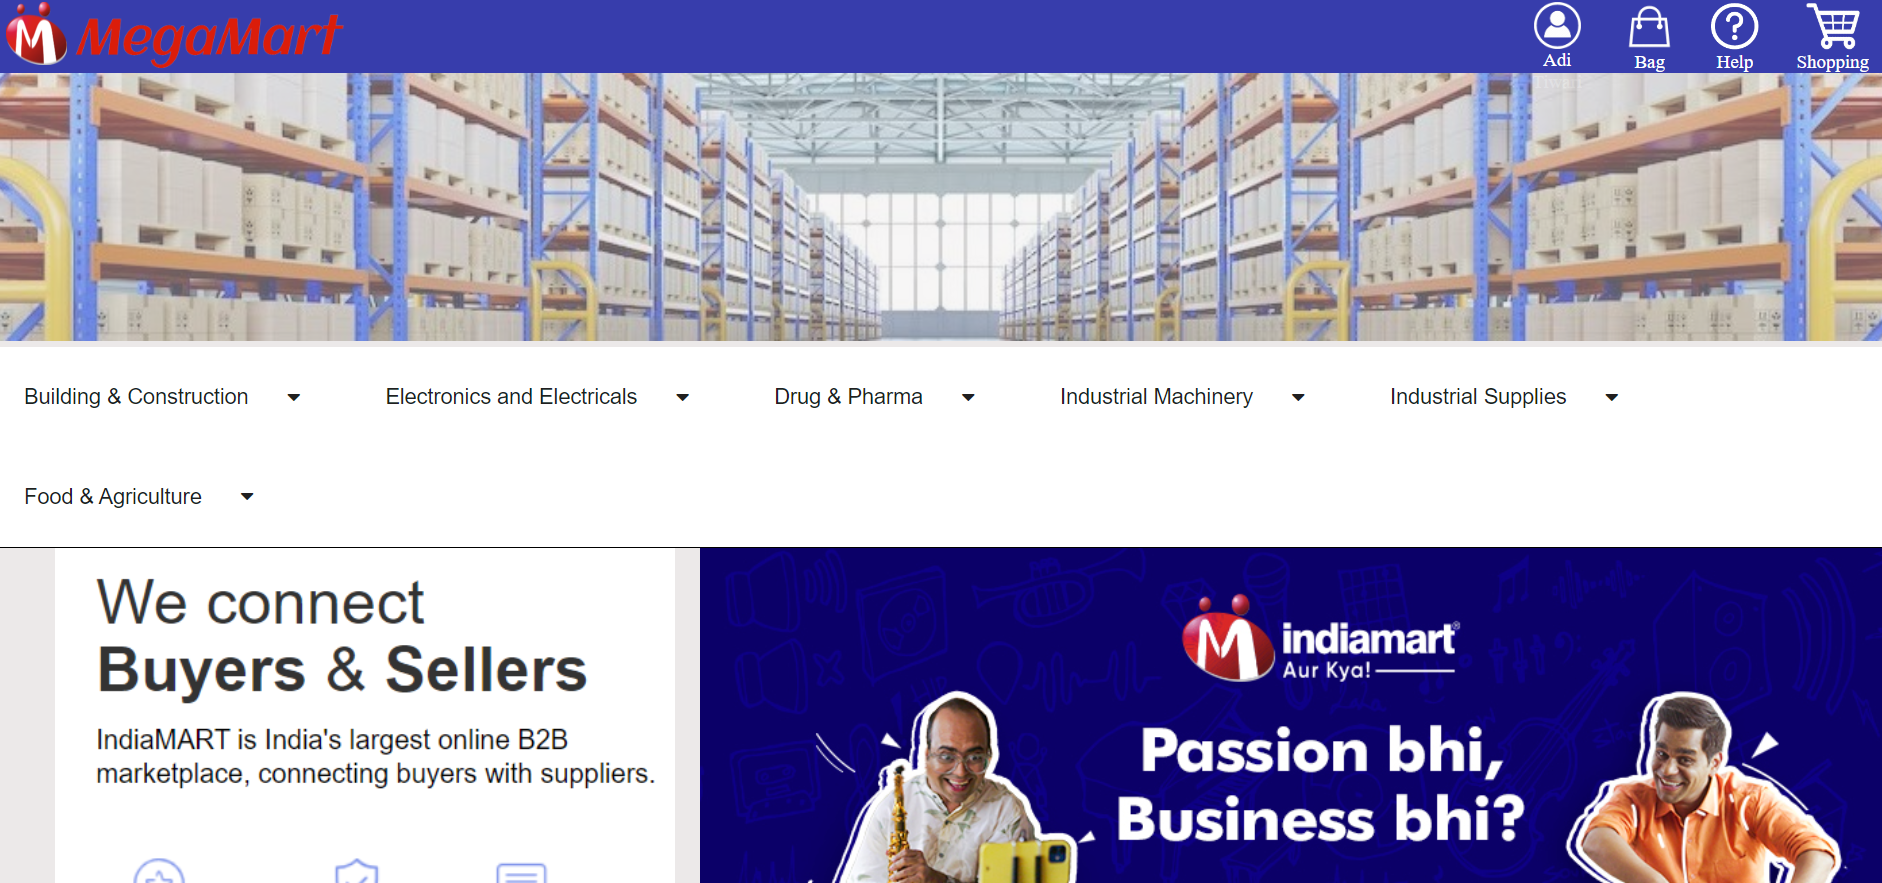 MegaMart
Adi
Bag
Help
Shopping
Building & Construction
Electronics and Electricals
Drug & Pharma
Industrial Machinery
Industrial Supplies
Food & Agriculture
We connect
Buyers & Sellers
IndiaMART is India's largest online B2B
marketplace, connecting buyers with suppliers.
M indiamart®
Aur Kya!
Passion bhi,
Business bhi?